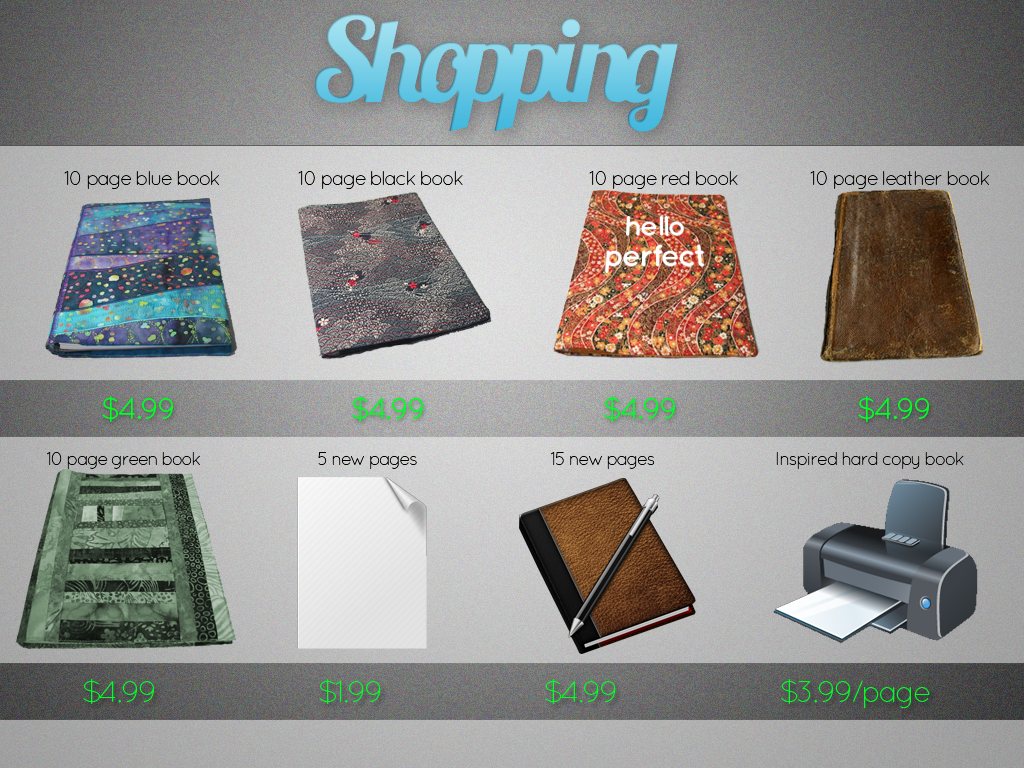 Shopping
10 page blue book
10 page black book
10 page red book
10 page leather book
hello
perfect
$4.99
$4.99
$4.99
$4.99
10 page green book
5 new pages
15 new pages
Inspired hard copy book
$4.99
$1.99
$4.99
$3.99/page